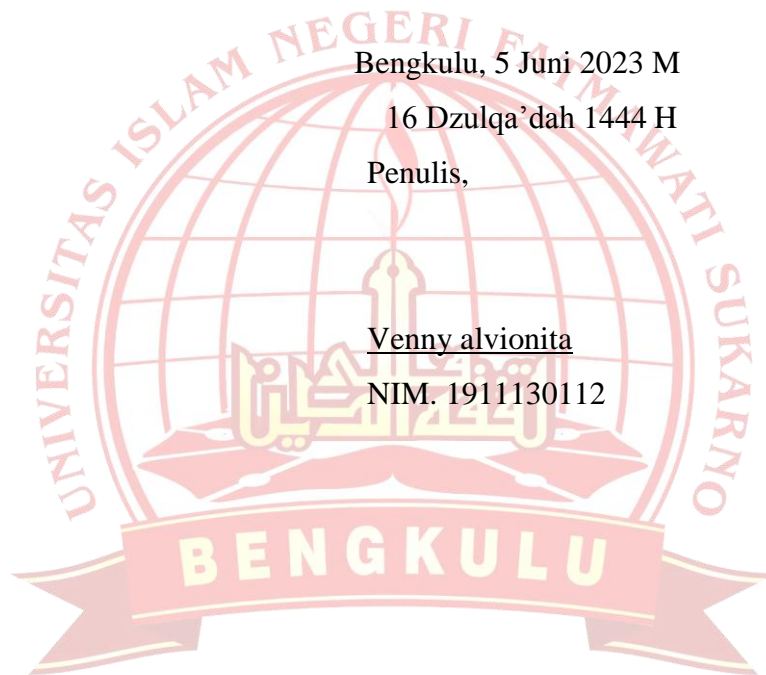 Bengkulu, 5 Juni 2023 M
16 Dzulqa’dah 1444 H
Penulis,
Venny alvionita
NIM. 1911130112
UNIVERSITAS ISLAM NEGERI FATMAWATI SUKARNO
BENGKULU